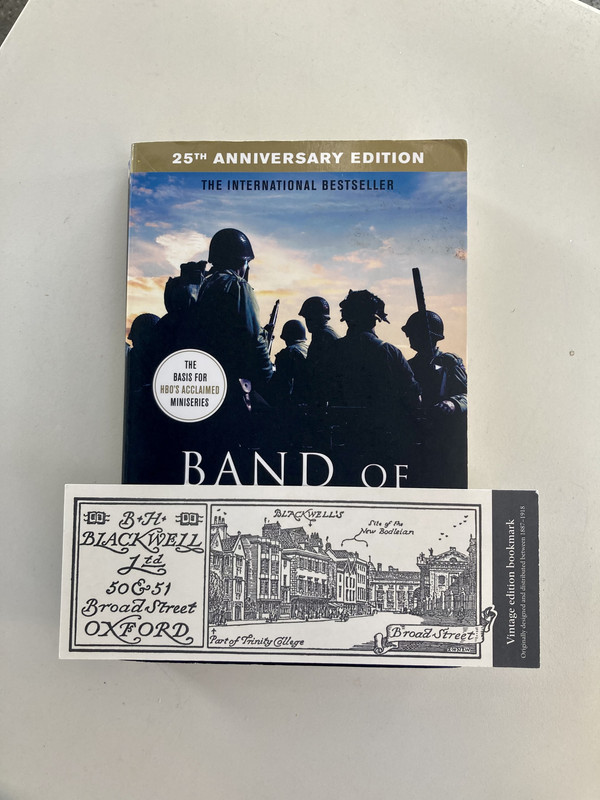 25TH ANNIVERSARY EDITION
THE INTERNATIONAL BESTSELLER
THE
BASIS FOR
HBO'S ACCLAIMED
MINISERIES
BAND OF
B·H·
BLACKWELL
Ltd
50&51
Broad Street
OXFORD
BLACKWELL'S
Site of the
New Bodleian
Part of Trinity College
Broad Street
Vintage edition bookmark
Originally designed and distributed between 1887–1918